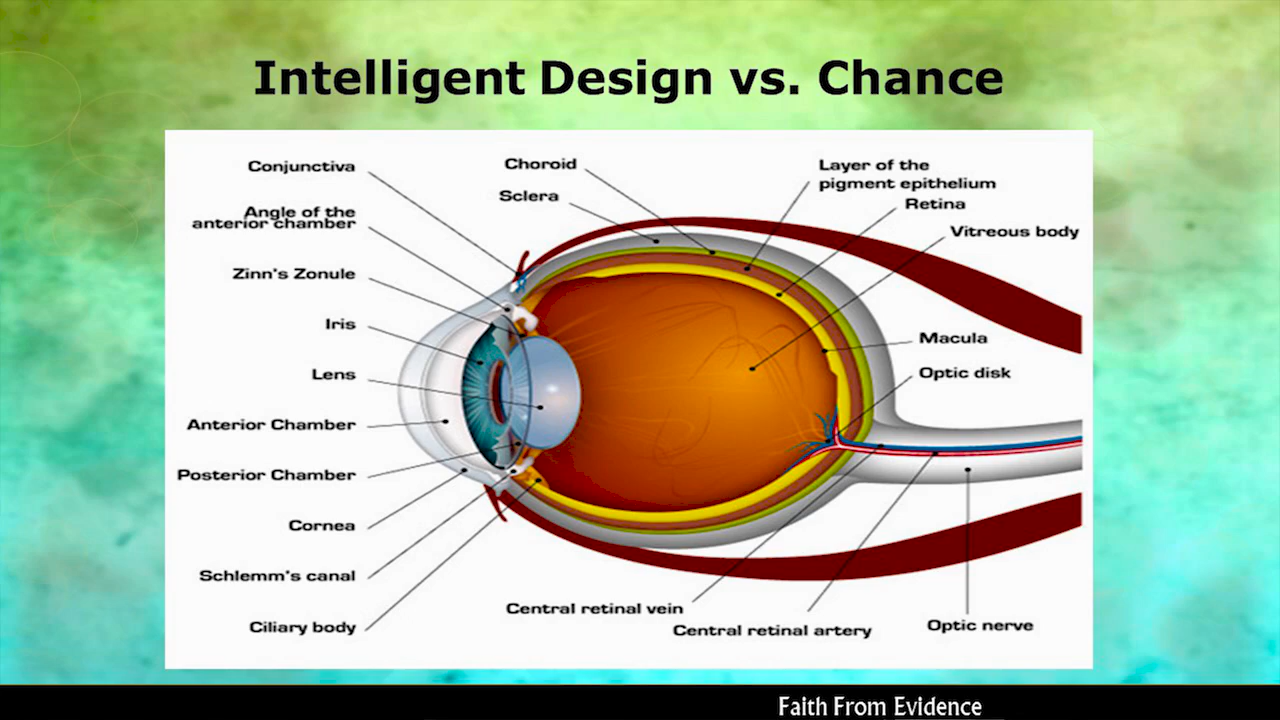 Intelligent Design vs. Chance
Conjunctiva
Angle of the
anterior chamber
Zinn's Zonule
Iris
Lens
Anterior Chamber
Posterior Chamber
Cornea
Schlemm's canal
Ciliary body
Choroid
Sclera
Layer of the
pigment epithelium
Retina
Vitreous body
Macula
Optic disk
Central retinal vein
Central retinal artery
Optic nerve
Faith From Evidence